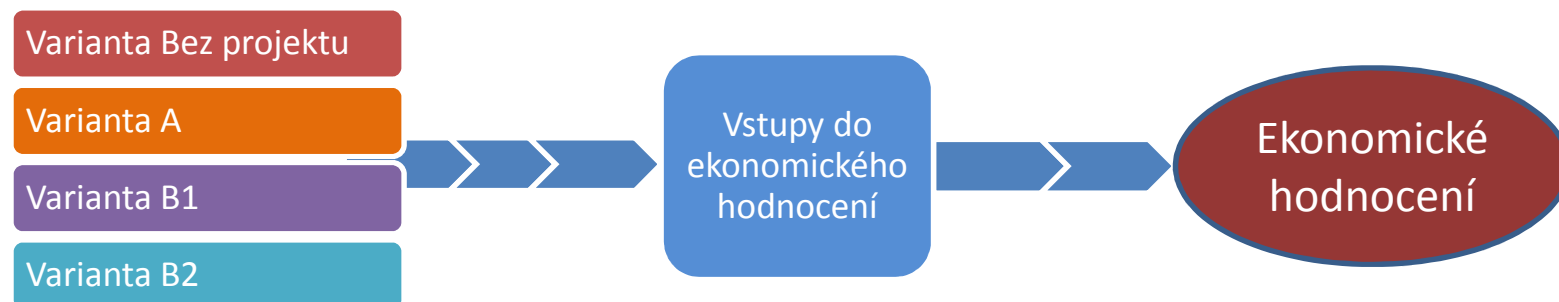 Varianta Bez projektu
Varianta A
Varianta B1
Varianta B2
Vstupy do
ekonomického
hodnocení
Ekonomické
hodnocení